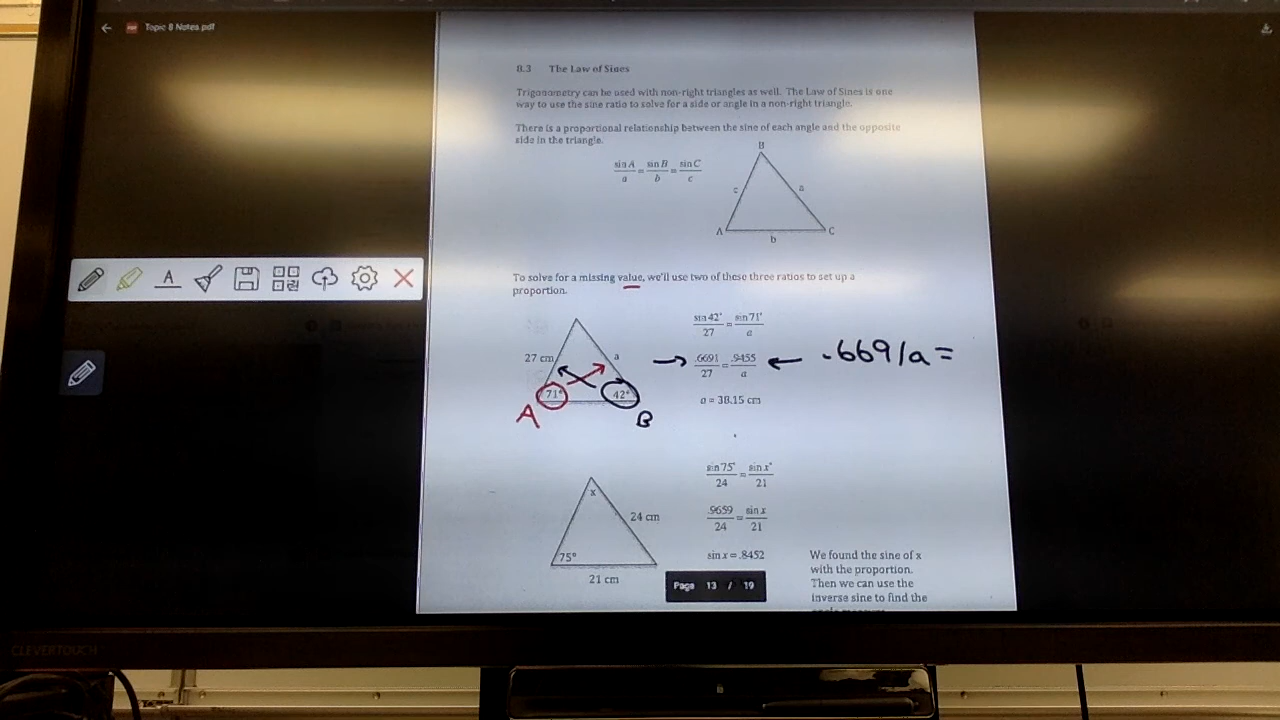 Topic 8 Notes.pdf
8.3 The Law of Sines
Trigonometry can be used with non-right triangles as well. The Law of Sines is one
way to use the sine ratio to solve for a side or angle in a non-right triangle.
There is a proportional relationship between the sine of each angle and the opposite
side in the triangle.
sin A/a = sin B/b = sin C/c
B
c a
A C
b
To solve for a missing value, we'll use two of these three ratios to set up a
proportion.
sin 42°/27 = sin 71°/a
27 cm a
.6691/27 = .9455/a
.6691a =
71° 42°
a = 38.15 cm
A B
sin 75°/24 = sin x°/21
x
24 cm
.9659/24 = sin x/21
75°
sin x = .8452
21 cm
We found the sine of x
with the proportion.
Then we can use the
inverse sine to find the
Page 13 / 19
A
CLEVERTOUCH